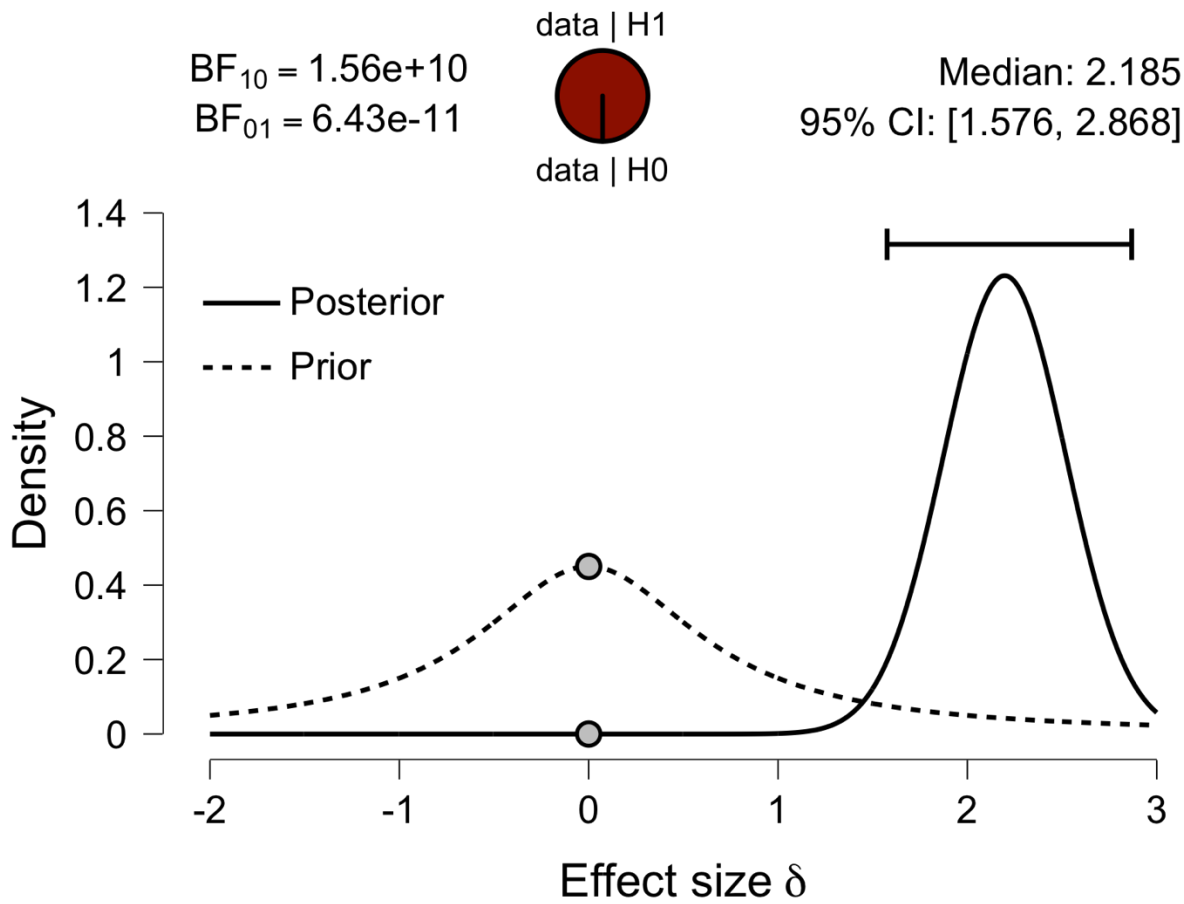 data | H1
BF₁₀ = 1.56e+10
BF₀₁ = 6.43e-11
data | H0
Median: 2.185
95% CI: [1.576, 2.868]
1.4
1.2
1
0.8
0.6
0.4
0.2
0
Density
Posterior
Prior
-2 -1 0 1 2 3
Effect size δ